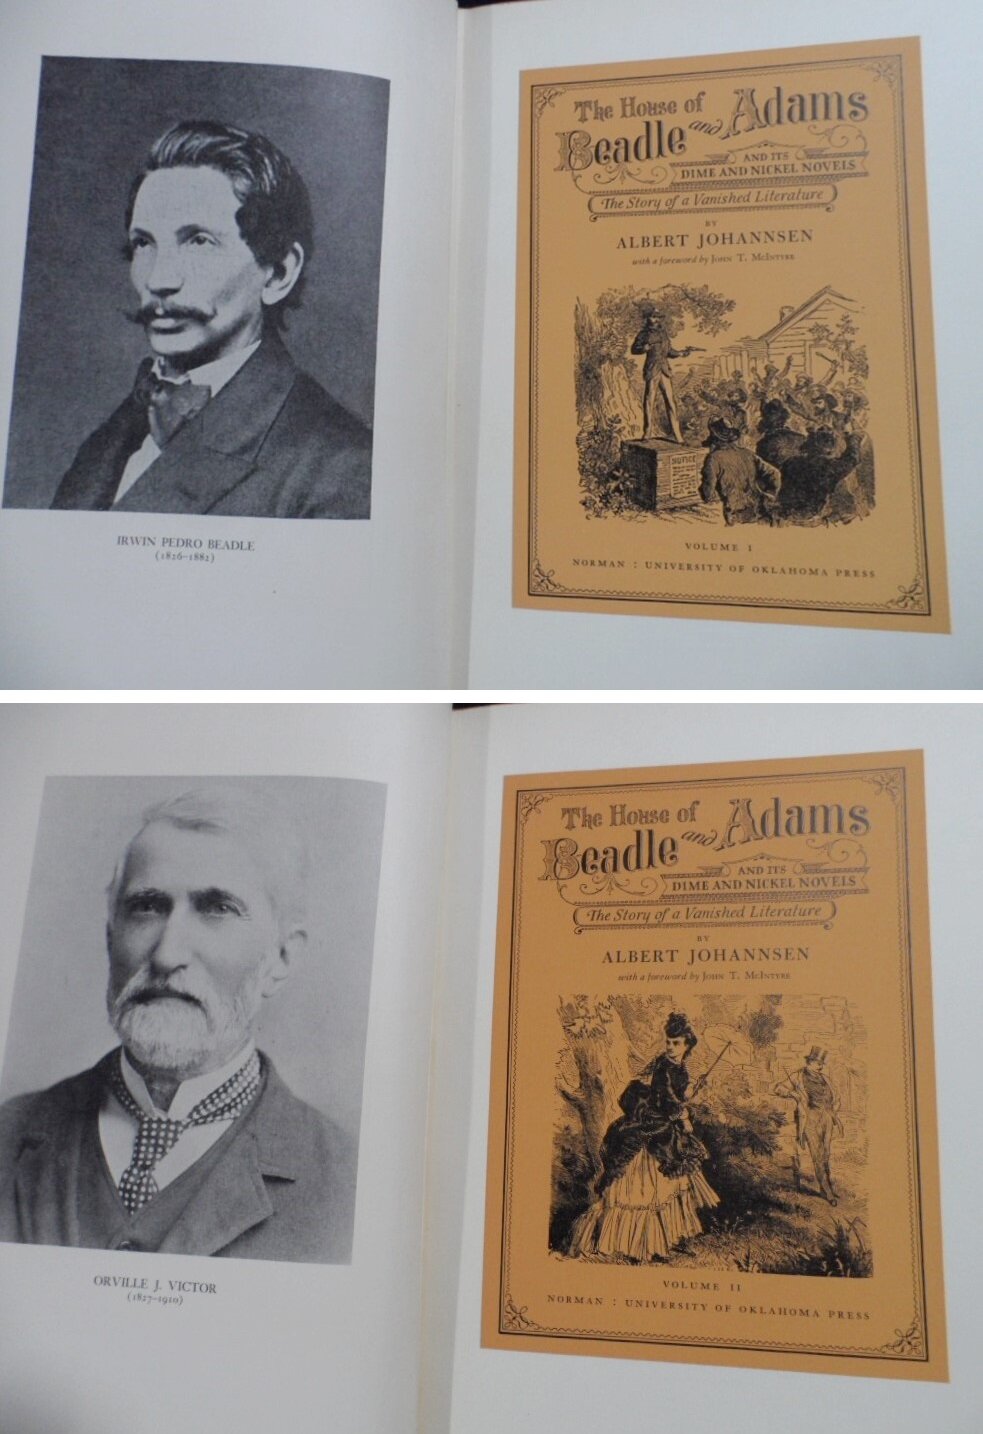 IRWIN PEDRO BEADLE
(1826–1882)
The House of
Beadle and Adams
AND ITS
DIME AND NICKEL NOVELS
The Story of a Vanished Literature
BY
ALBERT JOHANNSEN
with a foreword by JOHN T. MCINTYRE
NOTICE
VOLUME I
NORMAN : UNIVERSITY OF OKLAHOMA PRESS
ORVILLE J. VICTOR
(1827–1910)
The House of
Beadle and Adams
AND ITS
DIME AND NICKEL NOVELS
The Story of a Vanished Literature
BY
ALBERT JOHANNSEN
with a foreword by JOHN T. MCINTYRE
VOLUME II
NORMAN : UNIVERSITY OF OKLAHOMA PRESS